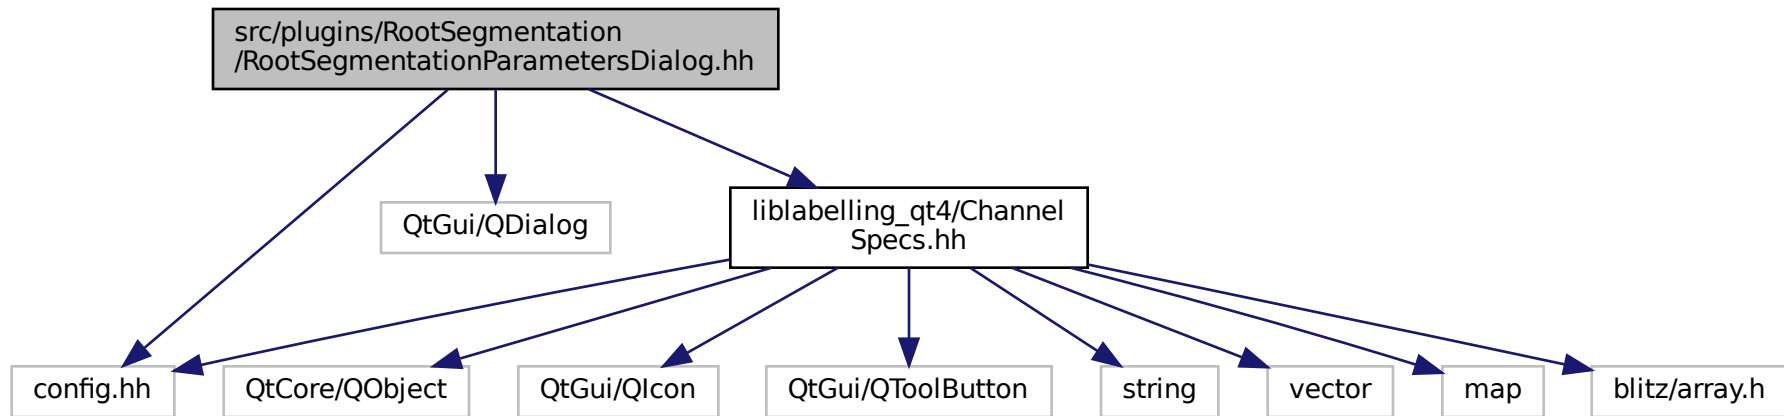 src/plugins/RootSegmentation
/RootSegmentationParametersDialog.hh
QtGui/QDialog
liblabelling_qt4/Channel
Specs.hh
config.hh
QtCore/QObject
QtGui/QIcon
QtGui/QToolButton
string
vector
map
blitz/array.h